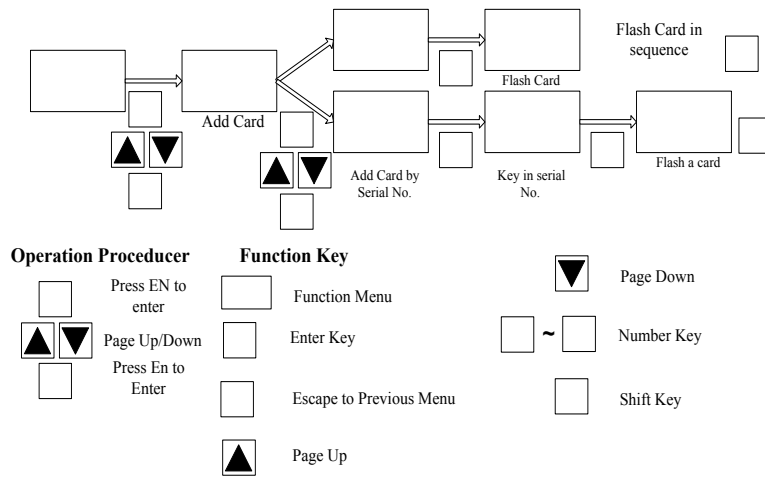 Flash Card in
sequence
Flash Card
Add Card
Add Card by
Serial No.
Key in serial
No.
Flash a card
Operation Proceducer
Press EN to
enter
Page Up/Down
Press En to
Enter
Function Key
Function Menu
Enter Key
Escape to Previous Menu
Page Up
Page Down
~ Number Key
Shift Key